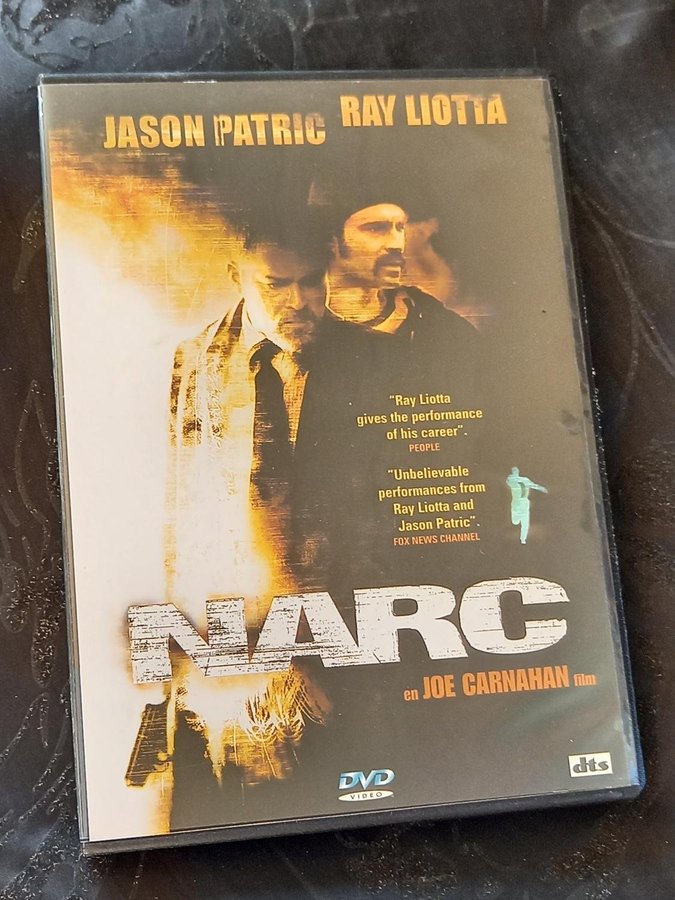 JASON PATRIC RAY LIOTTA
"Ray Liotta
gives the performance
of his career".
PEOPLE
"Unbelievable
performances from
Ray Liotta and
Jason Patric".
FOX NEWS CHANNEL
NARC
en JOE CARNAHAN film
DVD
VIDEO
dts